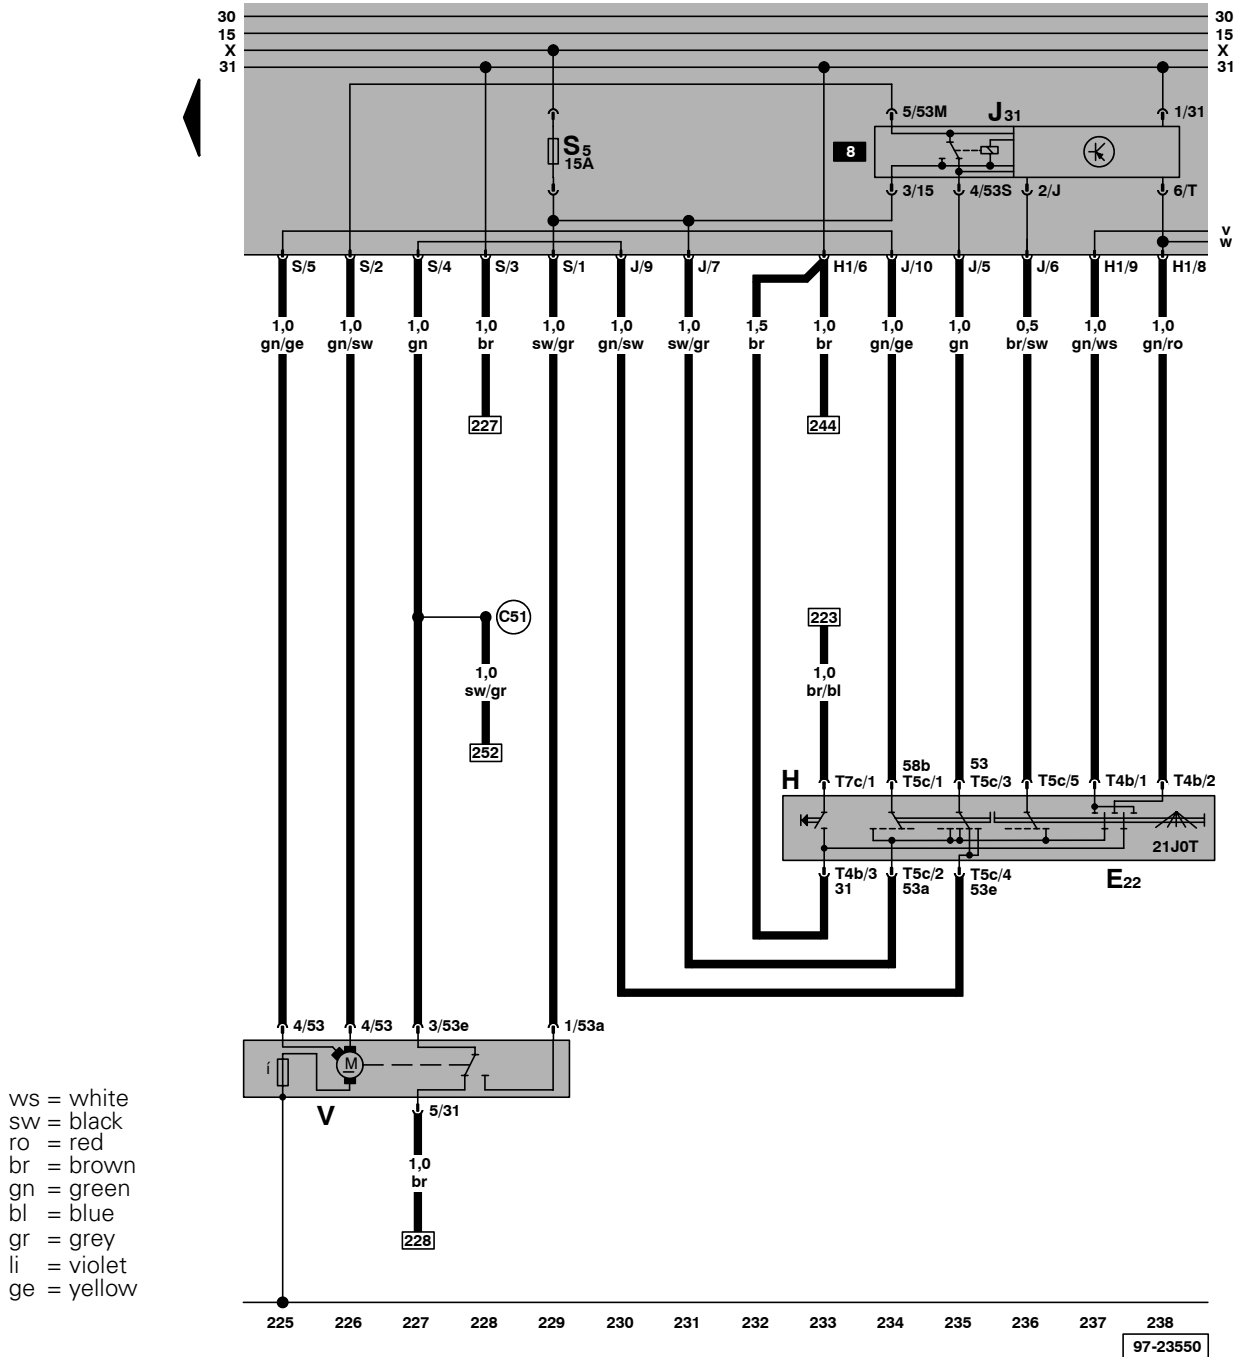 30 30
15 15
X X
31 31
5/53M J31 1/31
S5
15A
8
3/15 4/53S 2/J 6/T
v
w
S/5 S/2 S/4 S/3 S/1 J/9 J/7 H1/6 J/10 J/5 J/6 H1/9 H1/8
1,0 1,0 1,0 1,0 1,0 1,0 1,0 1,5 1,0 1,0 1,0 0,5 1,0 1,0
gn/ge gn/sw gn br sw/gr gn/sw sw/gr br br gn/ge gn br/sw gn/ws gn/ro
227 244
C51 223
1,0 1,0
sw/gr br/bl
252
58b 53
H T7c/1 T5c/1 T5c/3 T5c/5 T4b/1 T4b/2
21J0T
T4b/3 T5c/2 T5c/4 E22
31 53a 53e
4/53 4/53 3/53e 1/53a
í M
V 5/31
1,0
br
228
ws = white
sw = black
ro = red
br = brown
gn = green
bl = blue
gr = grey
li = violet
ge = yellow
225 226 227 228 229 230 231 232 233 234 235 236 237 238
97-23550